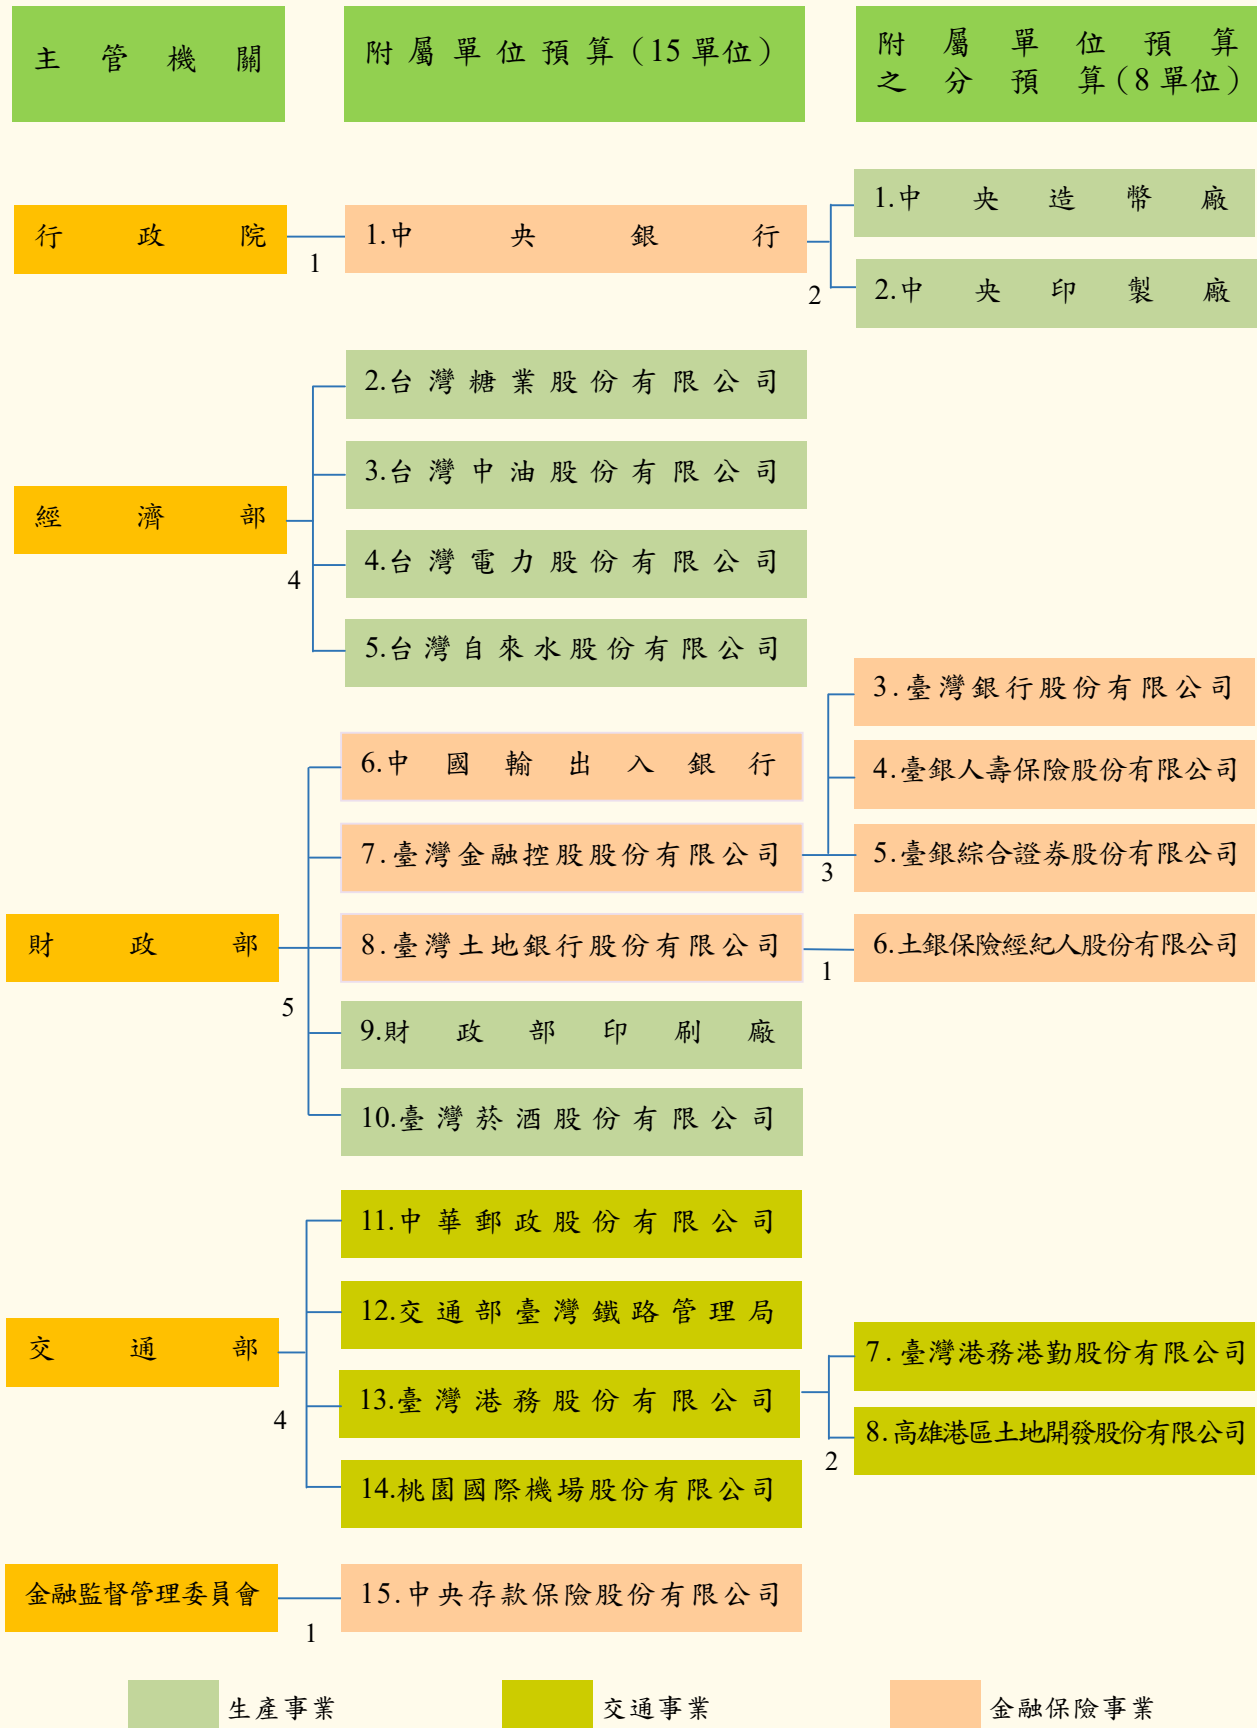 主管機關
附屬單位預算（15單位）
附屬單位預算
之分預算（8單位）
行政院
1
1.中央銀行
2
1.中央造幣廠
2.中央印製廠
經濟部
4
2.台灣糖業股份有限公司
3.台灣中油股份有限公司
4.台灣電力股份有限公司
5.台灣自來水股份有限公司
財政部
5
6.中國輸出入銀行
7.臺灣金融控股股份有限公司
3
3.臺灣銀行股份有限公司
4.臺銀人壽保險股份有限公司
5.臺銀綜合證券股份有限公司
8.臺灣土地銀行股份有限公司
1
6.土銀保險經紀人股份有限公司
9.財政部印刷廠
10.臺灣菸酒股份有限公司
交通部
4
11.中華郵政股份有限公司
12.交通部臺灣鐵路管理局
13.臺灣港務股份有限公司
2
7.臺灣港務港勤股份有限公司
8.高雄港區土地開發股份有限公司
14.桃園國際機場股份有限公司
金融監督管理委員會
1
15.中央存款保險股份有限公司
生產事業
交通事業
金融保險事業